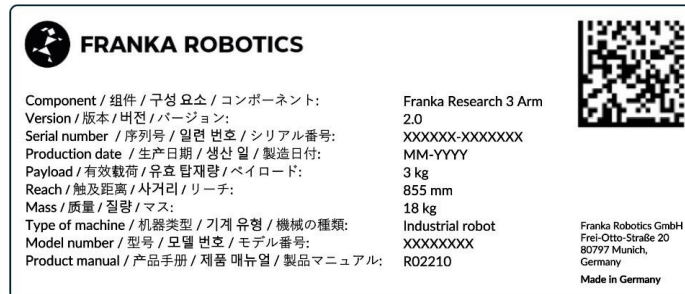 FRANKA ROBOTICS
Component / 组件 / 구성 요소 / コンポーネント: Franka Research 3 Arm
Version / 版本 / 버전 / バージョン: 2.0
Serial number / 序列号 / 일련 번호 / シリアル番号: XXXXXX-XXXXXXX
Production date / 生产日期 / 생산 일 / 製造日付: MM-YYYY
Payload / 有效載荷 / 유효 탑재량 / ペイロード: 3 kg
Reach / 触及距离 / 사거리 / リーチ: 855 mm
Mass / 质量 / 질량 / マス: 18 kg
Type of machine / 机器类型 / 기계 유형 / 機械の種類: Industrial robot
Model number / 型号 / 모델 번호 / モデル番号: XXXXXXXX
Product manual / 产品手册 / 제품 매뉴얼 / 製品マニュアル: R02210
Franka Robotics GmbH
Frei-Otto-Straße 20
80797 Munich,
Germany
Made in Germany